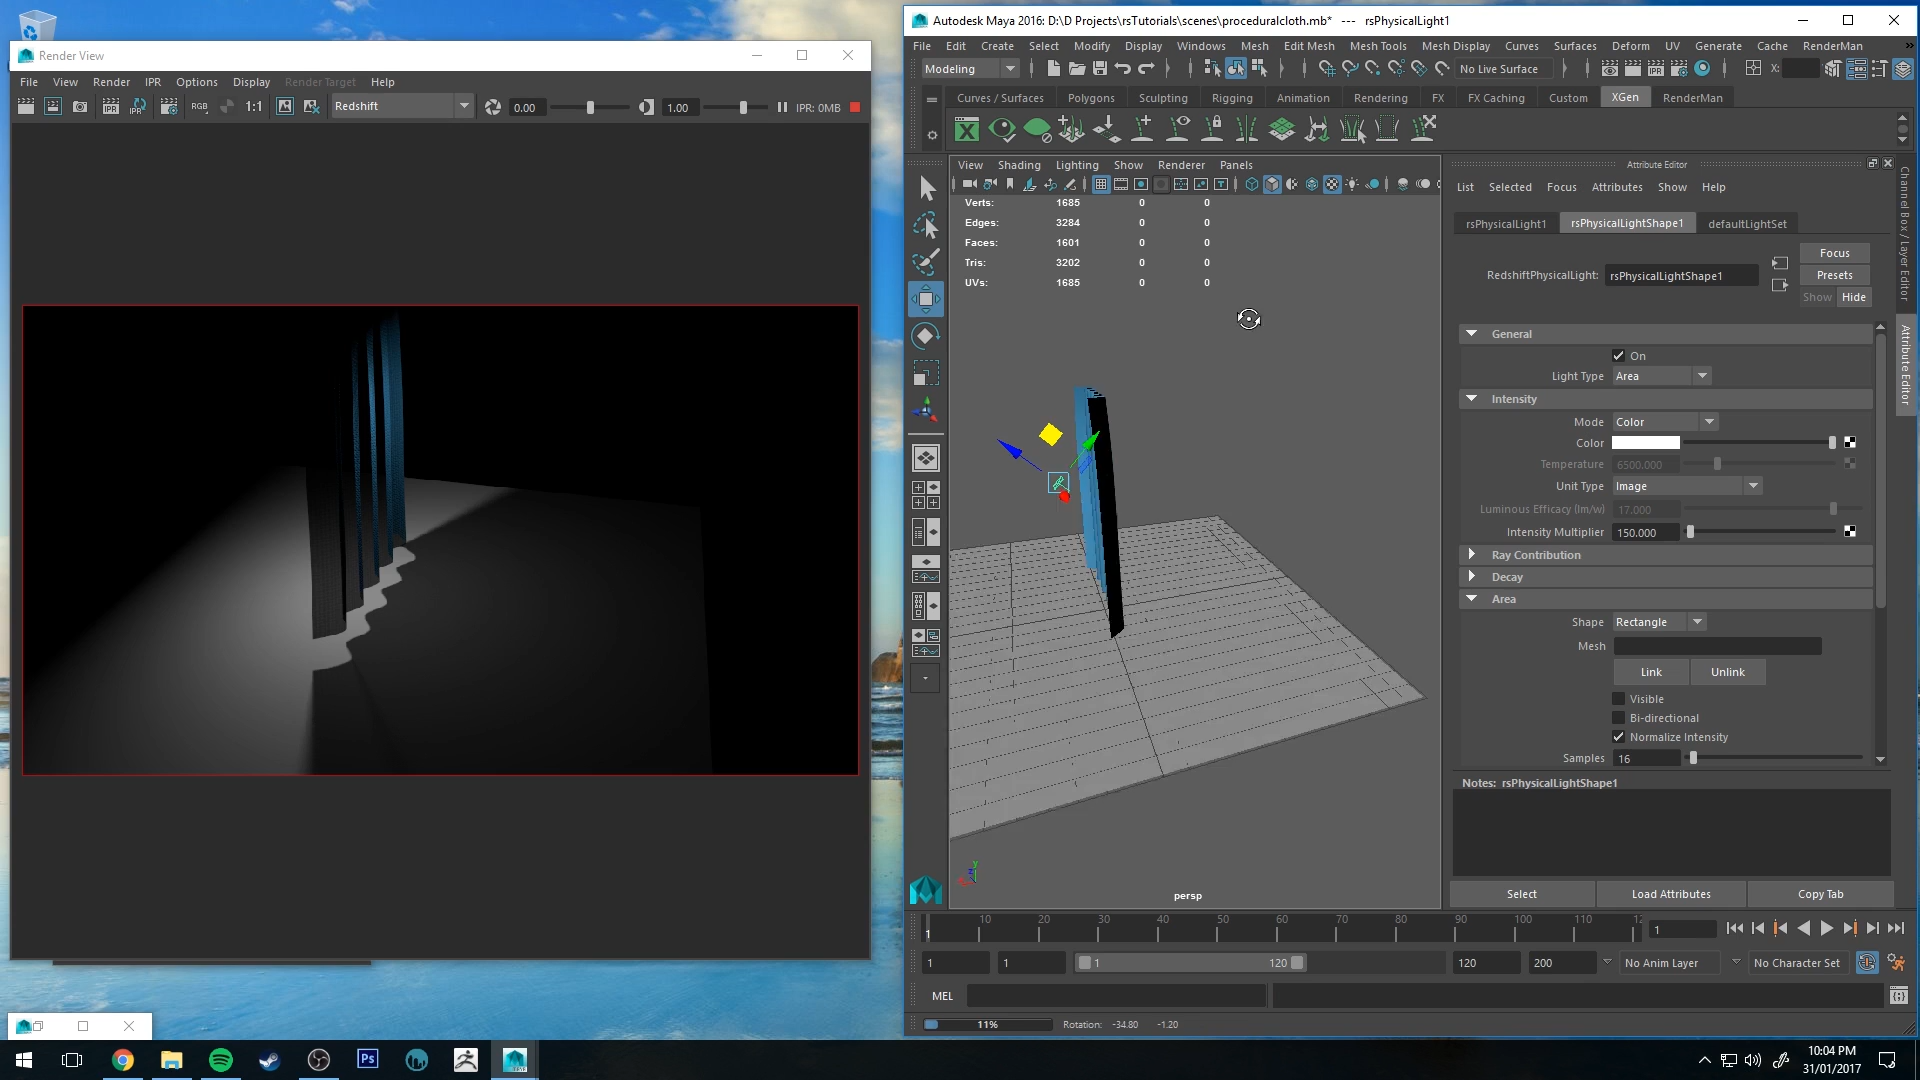 Render View
File View Render IPR Options Display Render Target Help
RGB 1:1 Redshift 0.00 1.00 IPR: 0MB
Autodesk Maya 2016: D:\D Projects\rsTutorials\scenes\proceduralcloth.mb* --- rsPhysicalLight1
File Edit Create Select Modify Display Windows Mesh Edit Mesh Mesh Tools Mesh Display Curves Surfaces Deform UV Generate Cache RenderMan »
Modeling No Live Surface X:
Curves / Surfaces Polygons Sculpting Rigging Animation Rendering FX FX Caching Custom XGen RenderMan
View Shading Lighting Show Renderer Panels
Verts: 1685 0 0
Edges: 3284 0 0
Faces: 1601 0 0
Tris: 3202 0 0
UVs: 1685 0 0
persp
Attribute Editor
List Selected Focus Attributes Show Help
rsPhysicalLight1 rsPhysicalLightShape1 defaultLightSet
RedshiftPhysicalLight: rsPhysicalLightShape1
Focus
Presets
Show Hide
General
On
Light Type Area
Intensity
Mode Color
Color
Temperature 6500.000
Unit Type Image
Luminous Efficacy (lm/w) 17.000
Intensity Multiplier 150.000
Ray Contribution
Decay
Area
Shape Rectangle
Mesh
Link Unlink
Visible
Bi-directional
Normalize Intensity
Samples 16
Notes: rsPhysicalLightShape1
Select Load Attributes Copy Tab
Channel Box / Layer Editor
Attribute Editor
1 10 20 30 40 50 60 70 80 90 100 110 12 1
1 1 1 120 120 200 No Anim Layer No Character Set
MEL
11% Rotation: -34.80 -1.20
Ps
10:04 PM
31/01/2017